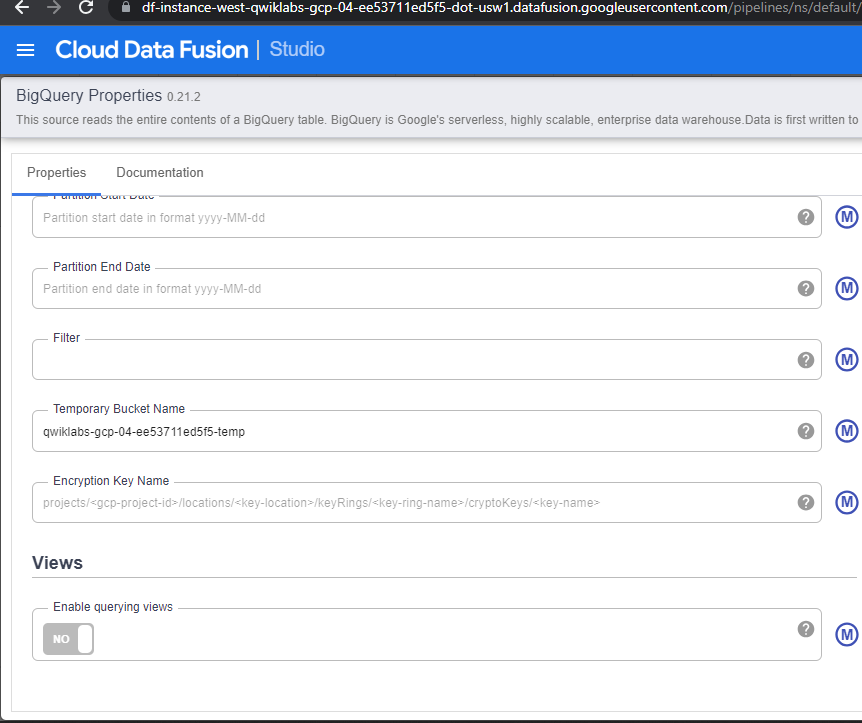 df-instance-west-qwiklabs-gcp-04-ee53711ed5f5-dot-usw1.datafusion.googleusercontent.com/pipelines/ns/default/
Cloud Data Fusion | Studio
BigQuery Properties 0.21.2
This source reads the entire contents of a BigQuery table. BigQuery is Google's serverless, highly scalable, enterprise data warehouse.Data is first written to
Properties Documentation
Partition Start Date
Partition start date in format yyyy-MM-dd
? M
Partition End Date
Partition end date in format yyyy-MM-dd
? M
Filter
? M
Temporary Bucket Name
qwiklabs-gcp-04-ee53711ed5f5-temp
? M
Encryption Key Name
projects/<gcp-project-id>/locations/<key-location>/keyRings/<key-ring-name>/cryptoKeys/<key-name>
? M
Views
Enable querying views
NO
? M